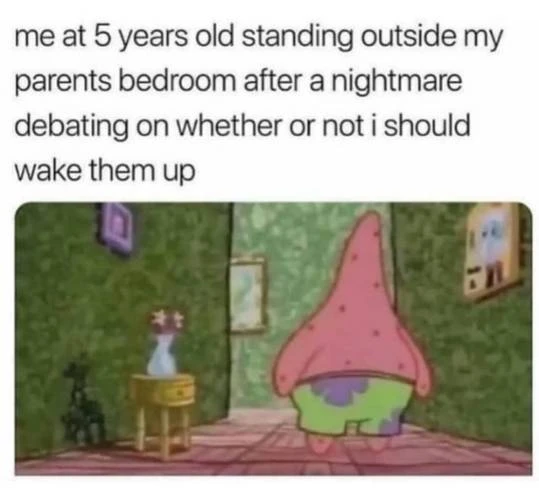 me at 5 years old standing outside my
parents bedroom after a nightmare
debating on whether or not i should
wake them up